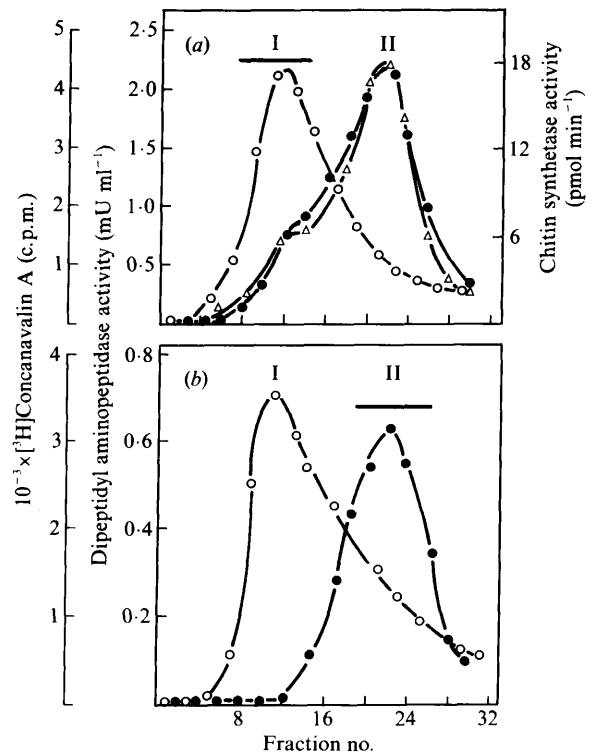 (a)
I
II
5
4
3
2
1
0
2·5
2·0
1·5
1·0
0·5
18
12
6
Chitin synthetase activity
(pmol min⁻¹)
10⁻³ × [³H]Concanavalin A (c.p.m.)
Dipeptidyl aminopeptidase activity (mU ml⁻¹)
(b)
I
II
4
3
2
1
0·8
0·6
0·4
0·2
8
16
24
32
Fraction no.